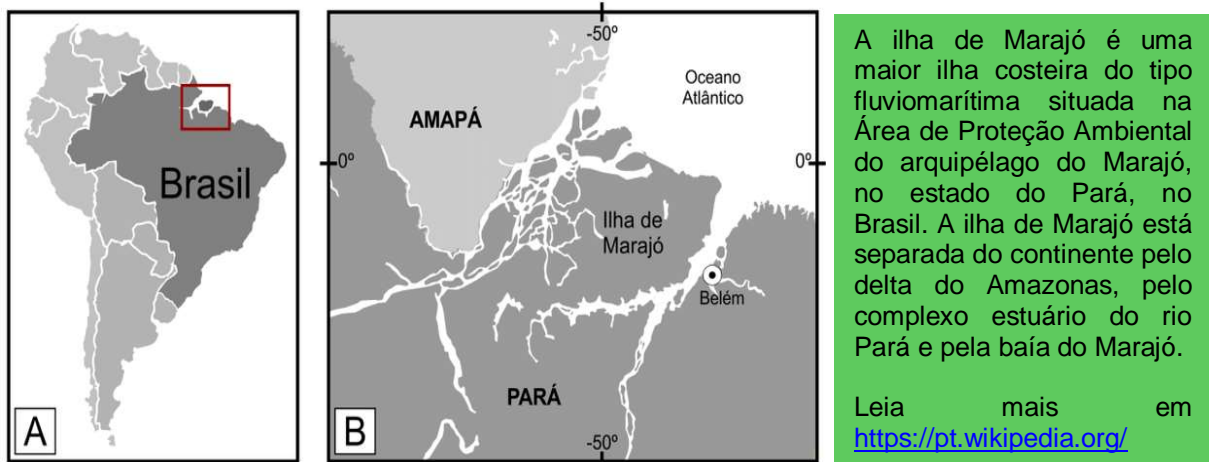 Brasil
A
-50º
Oceano
Atlântico
AMAPÁ
0º
0º
Ilha de
Marajó
Belém
PARÁ
-50º
B
A ilha de Marajó é uma
maior ilha costeira do tipo
fluviomarítima situada na
Área de Proteção Ambiental
do arquipélago do Marajó,
no estado do Pará, no
Brasil. A ilha de Marajó está
separada do continente pelo
delta do Amazonas, pelo
complexo estuário do rio
Pará e pela baía do Marajó.
Leia mais em
https://pt.wikipedia.org/